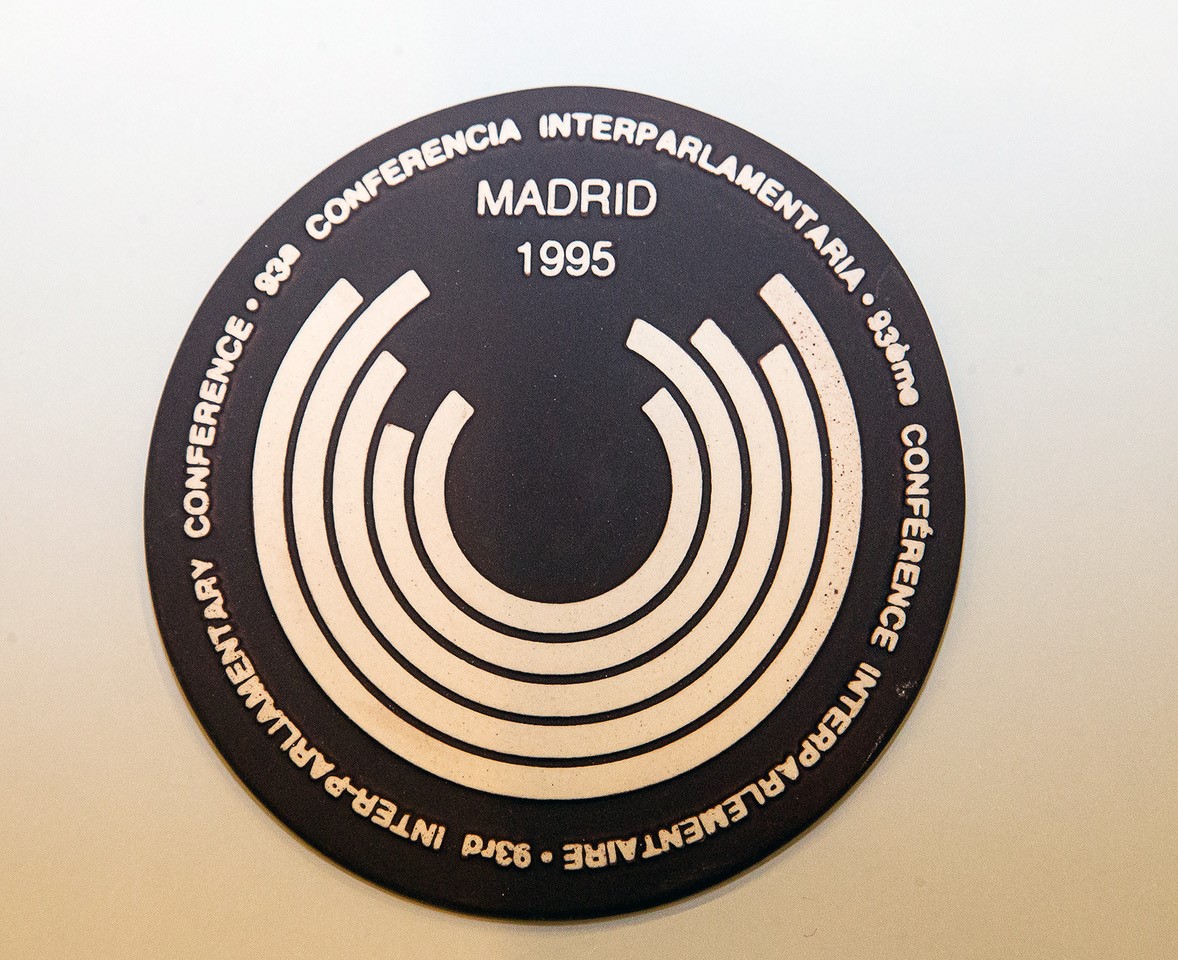 93a CONFERENCIA INTERPARLAMENTARIA • 93ème CONFÉRENCE INTERPARLEMENTAIRE • 93rd INTER-PARLIAMENTARY CONFERENCE •
MADRID
1995